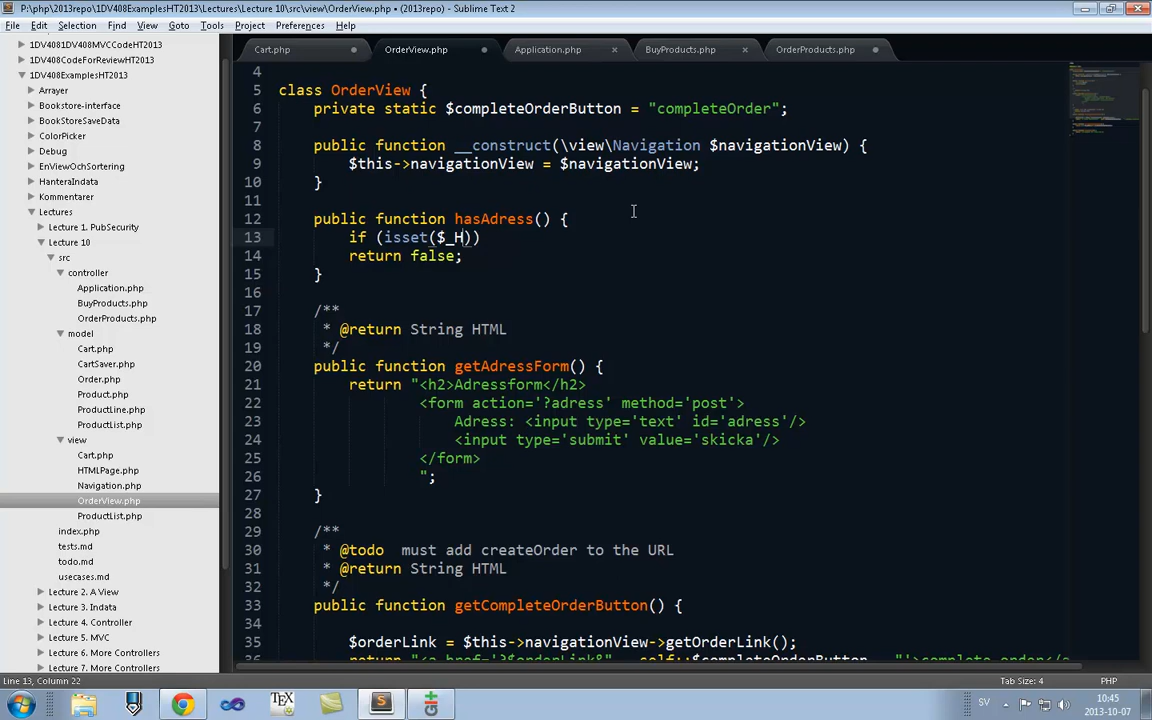 P:\php\2013repo\1DV408ExamplesHT2013\Lectures\Lecture 10\src\view\OrderView.php • (2013repo) - Sublime Text 2
File Edit Selection Find View Goto Tools Project Preferences Help
1DV4081DV408MVCCodeHT2013
1DV408CodeForReviewHT2013
1DV408ExamplesHT2013
Arrayer
Bookstore-interface
BookStoreSaveData
ColorPicker
Debug
EnViewOchSortering
HanteraIndata
Kommentarer
Lectures
Lecture 1. PubSecurity
Lecture 10
src
controller
Application.php
BuyProducts.php
OrderProducts.php
model
Cart.php
CartSaver.php
Order.php
Product.php
ProductLine.php
ProductList.php
view
Cart.php
HTMLPage.php
Navigation.php
OrderView.php
ProductList.php
index.php
tests.md
todo.md
usecases.md
Lecture 2. A View
Lecture 3. Indata
Lecture 4. Controller
Lecture 5. MVC
Lecture 6. More Controllers
Lecture 7. More Controllers
Cart.php OrderView.php Application.php BuyProducts.php OrderProducts.php
4
5 class OrderView {
6 private static $completeOrderButton = "completeOrder";
7
8 public function __construct(\view\Navigation $navigationView) {
9 $this->navigationView = $navigationView;
10 }
11
12 public function hasAdress() {
13 if (isset($_H))
14 return false;
15 }
16
17 /**
18 * @return String HTML
19 */
20 public function getAdressForm() {
21 return "<h2>Adressform</h2>
22 <form action='?adress' method='post'>
23 Adress: <input type='text' id='adress'/>
24 <input type='submit' value='skicka'/>
25 </form>
26 ";
27 }
28
29 /**
30 * @todo must add createOrder to the URL
31 * @return String HTML
32 */
33 public function getCompleteOrderButton() {
34
35 $orderLink = $this->navigationView->getOrderLink();
36 return "<a href='?$orderLink&" . self::$completeOrderButton . "'>complete order</a
Line 13, Column 22
Tab Size: 4 PHP
SV
10:45
2013-10-07